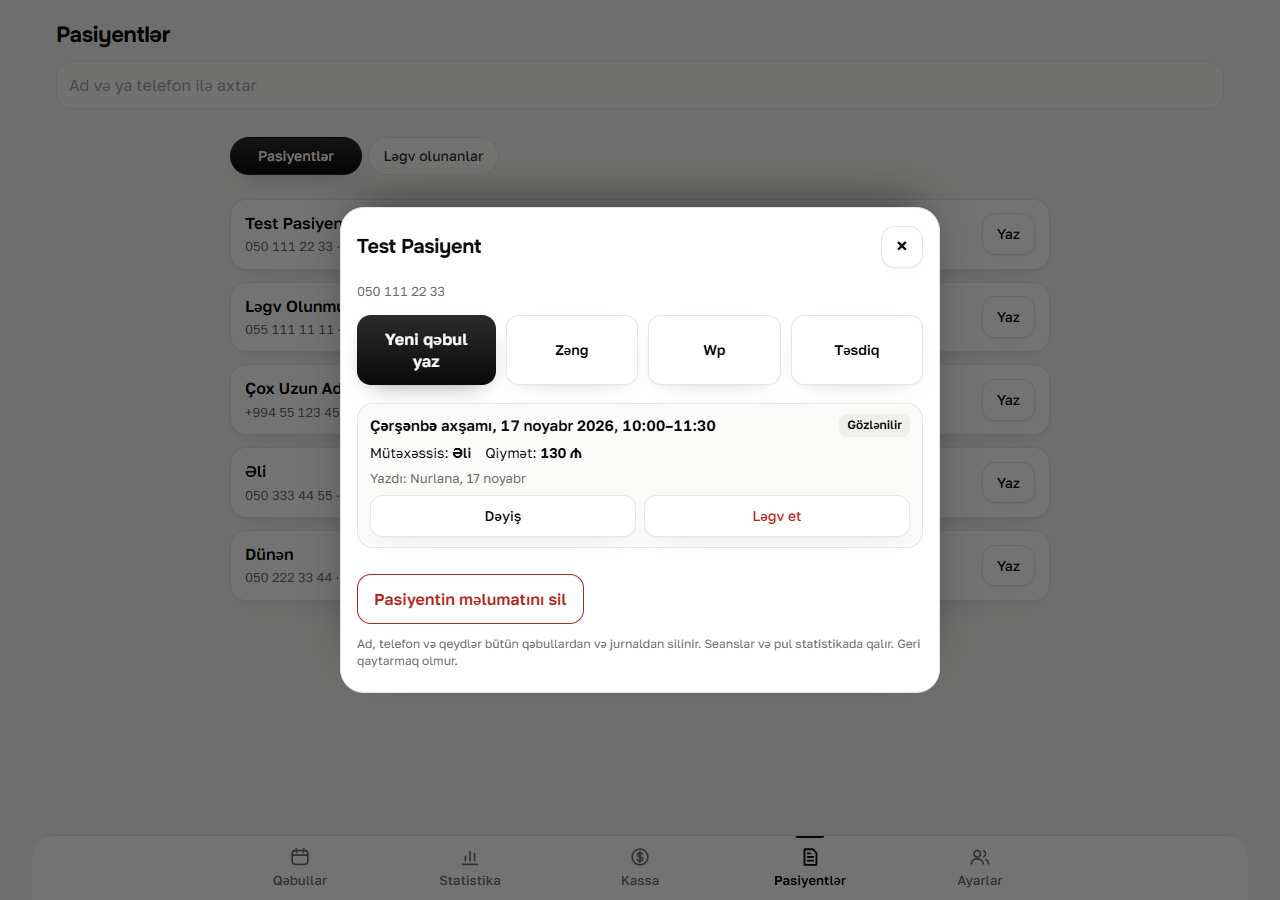 Pasiyentlər
Ad və ya telefon ilə axtar
Pasiyentlər
Ləgv olunanlar
Test Pasiyen
050 111 22 33
Yaz
Ləgv Olunmu
055 111 11 11
Yaz
Çox Uzun Ad
+994 55 123 45
Yaz
Əli
050 333 44 55
Yaz
Dünən
050 222 33 44
Yaz
Test Pasiyent
×
050 111 22 33
Yeni qəbul
yaz
Zəng
Wp
Təsdiq
Çərşənbə axşamı, 17 noyabr 2026, 10:00–11:30
Gözlənilir
Mütəxəssis: Əli Qiymət: 130 ₼
Yazdı: Nurlana, 17 noyabr
Dəyiş
Ləgv et
Pasiyentin məlumatını sil
Ad, telefon və qeydlər bütün qəbullardan və jurnaldan silinir. Seanslar və pul statistikada qalır. Geri
qaytarmaq olmur.
Qəbullar
Statistika
Kassa
Pasiyentlər
Ayarlar